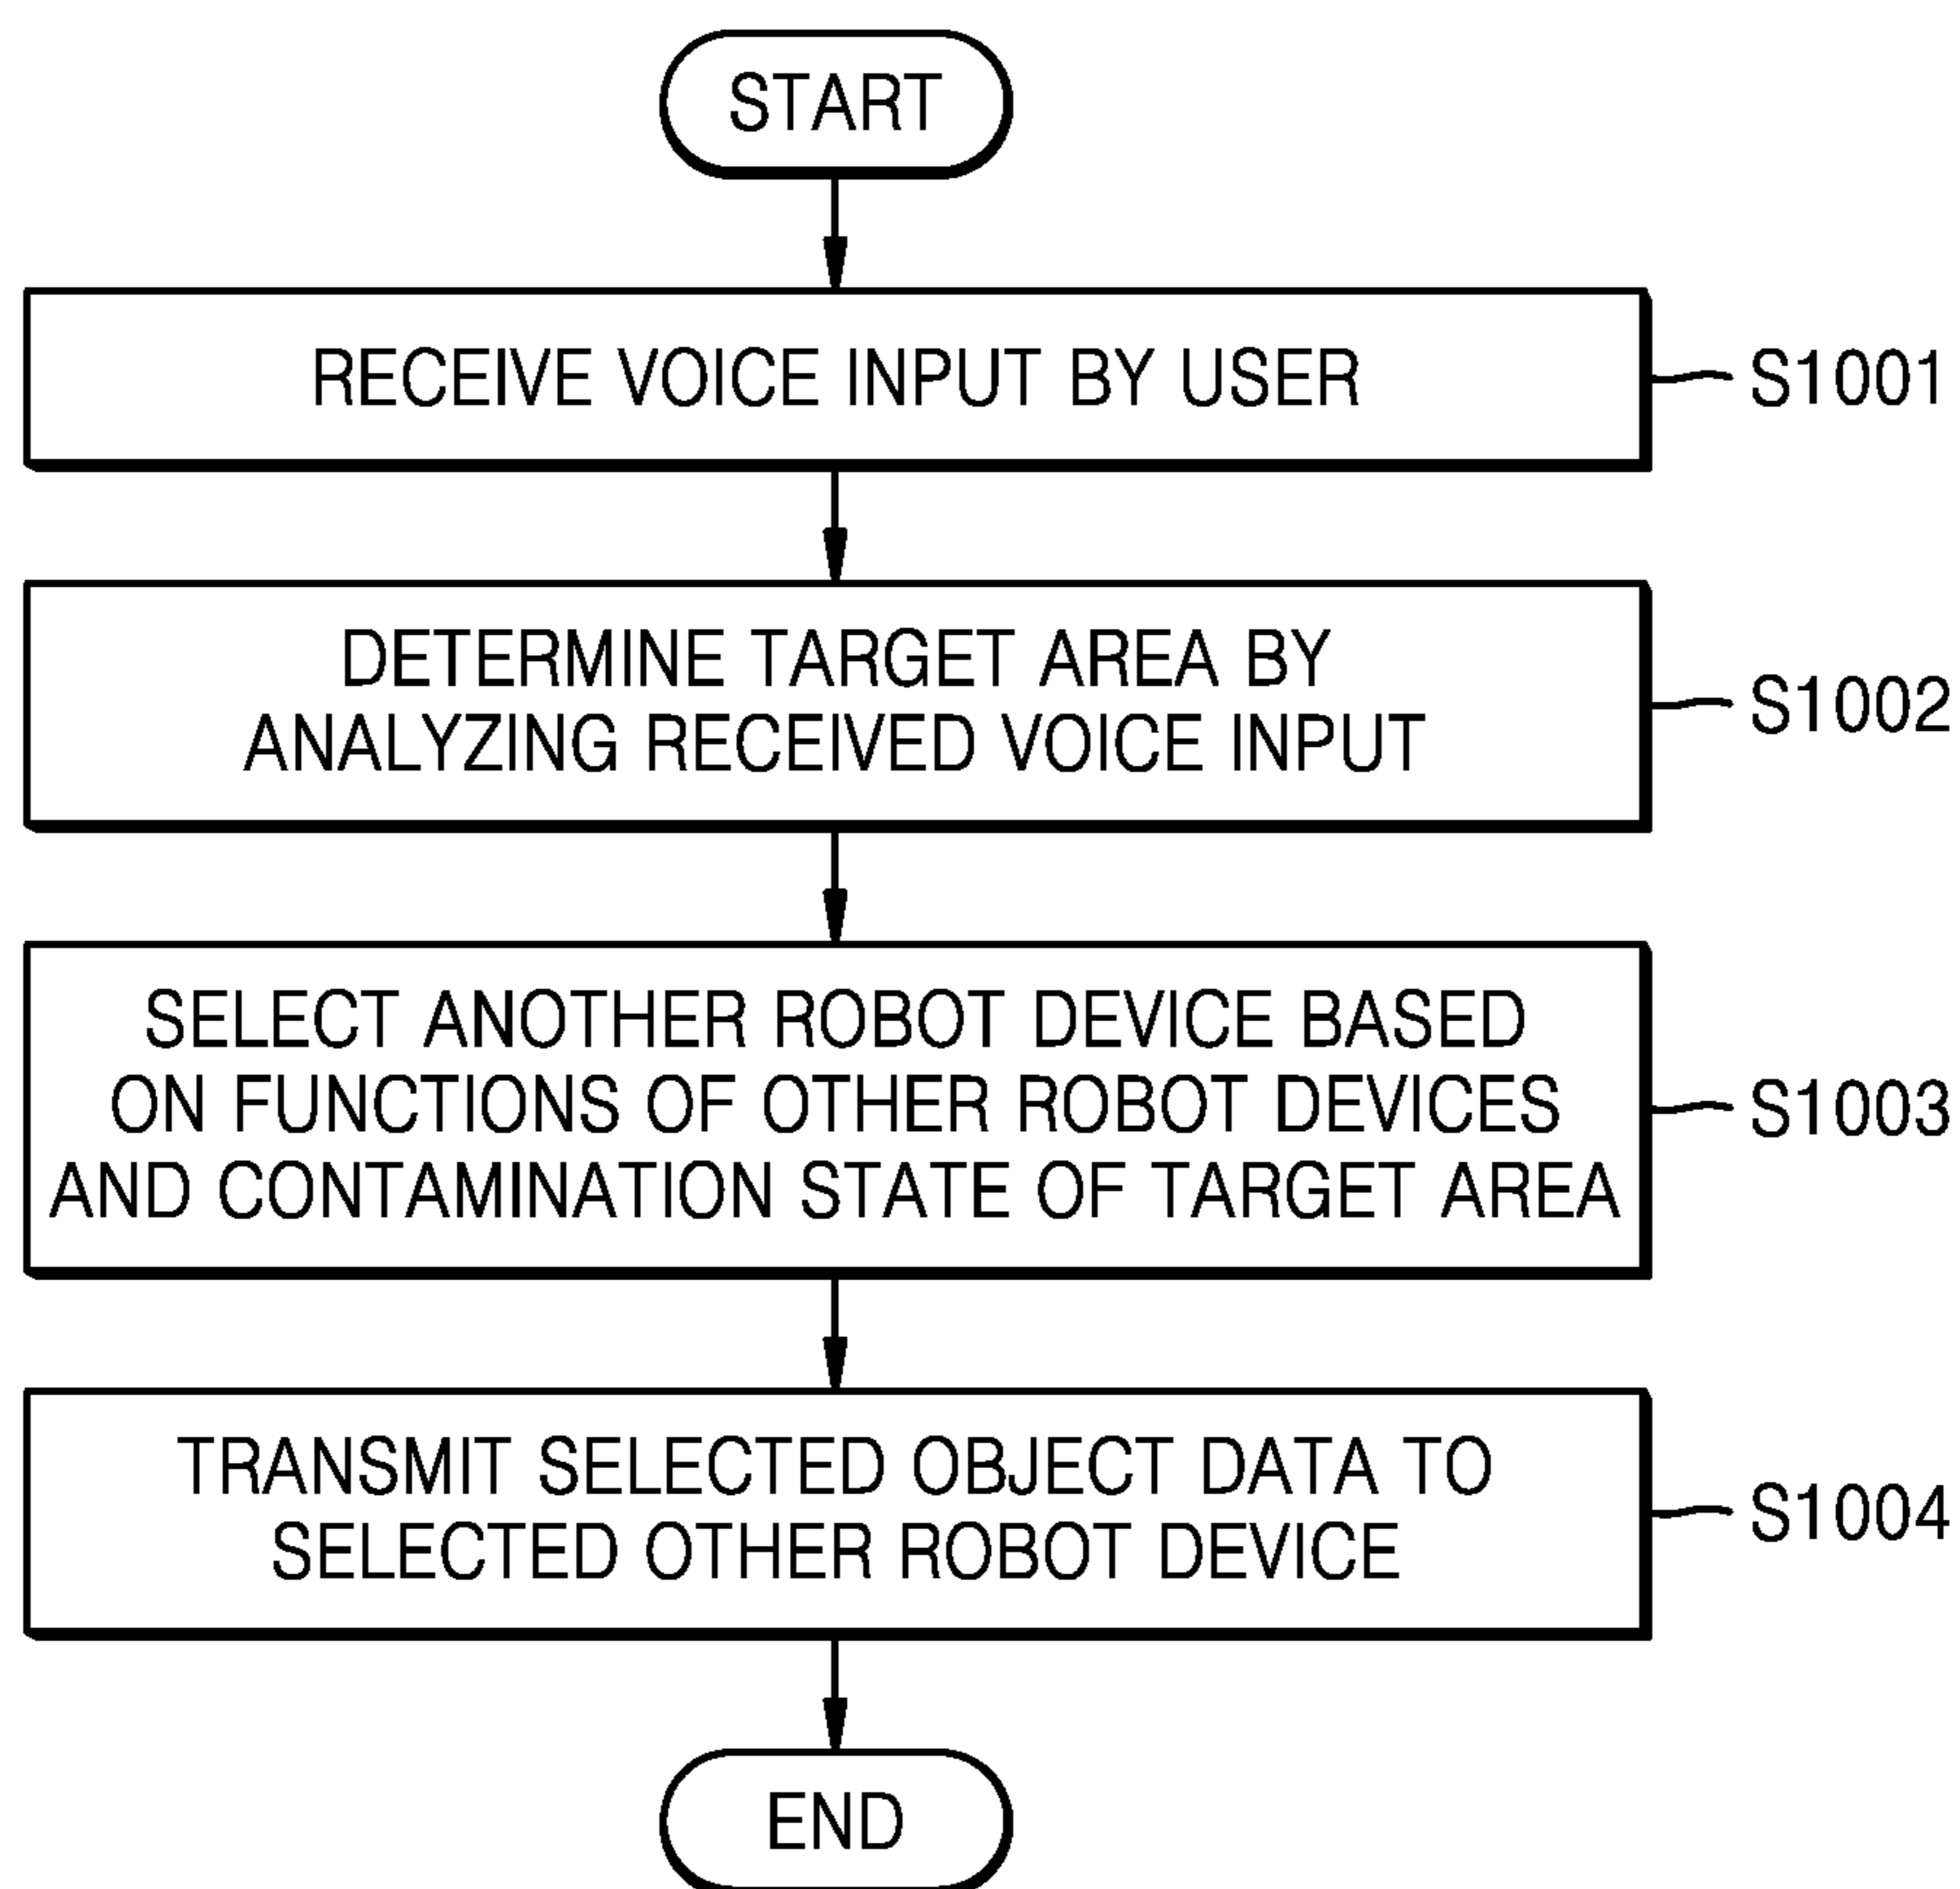 START
RECEIVE VOICE INPUT BY USER
S1001
DETERMINE TARGET AREA BY
ANALYZING RECEIVED VOICE INPUT
S1002
SELECT ANOTHER ROBOT DEVICE BASED
ON FUNCTIONS OF OTHER ROBOT DEVICES
AND CONTAMINATION STATE OF TARGET AREA
S1003
TRANSMIT SELECTED OBJECT DATA TO
SELECTED OTHER ROBOT DEVICE
S1004
END